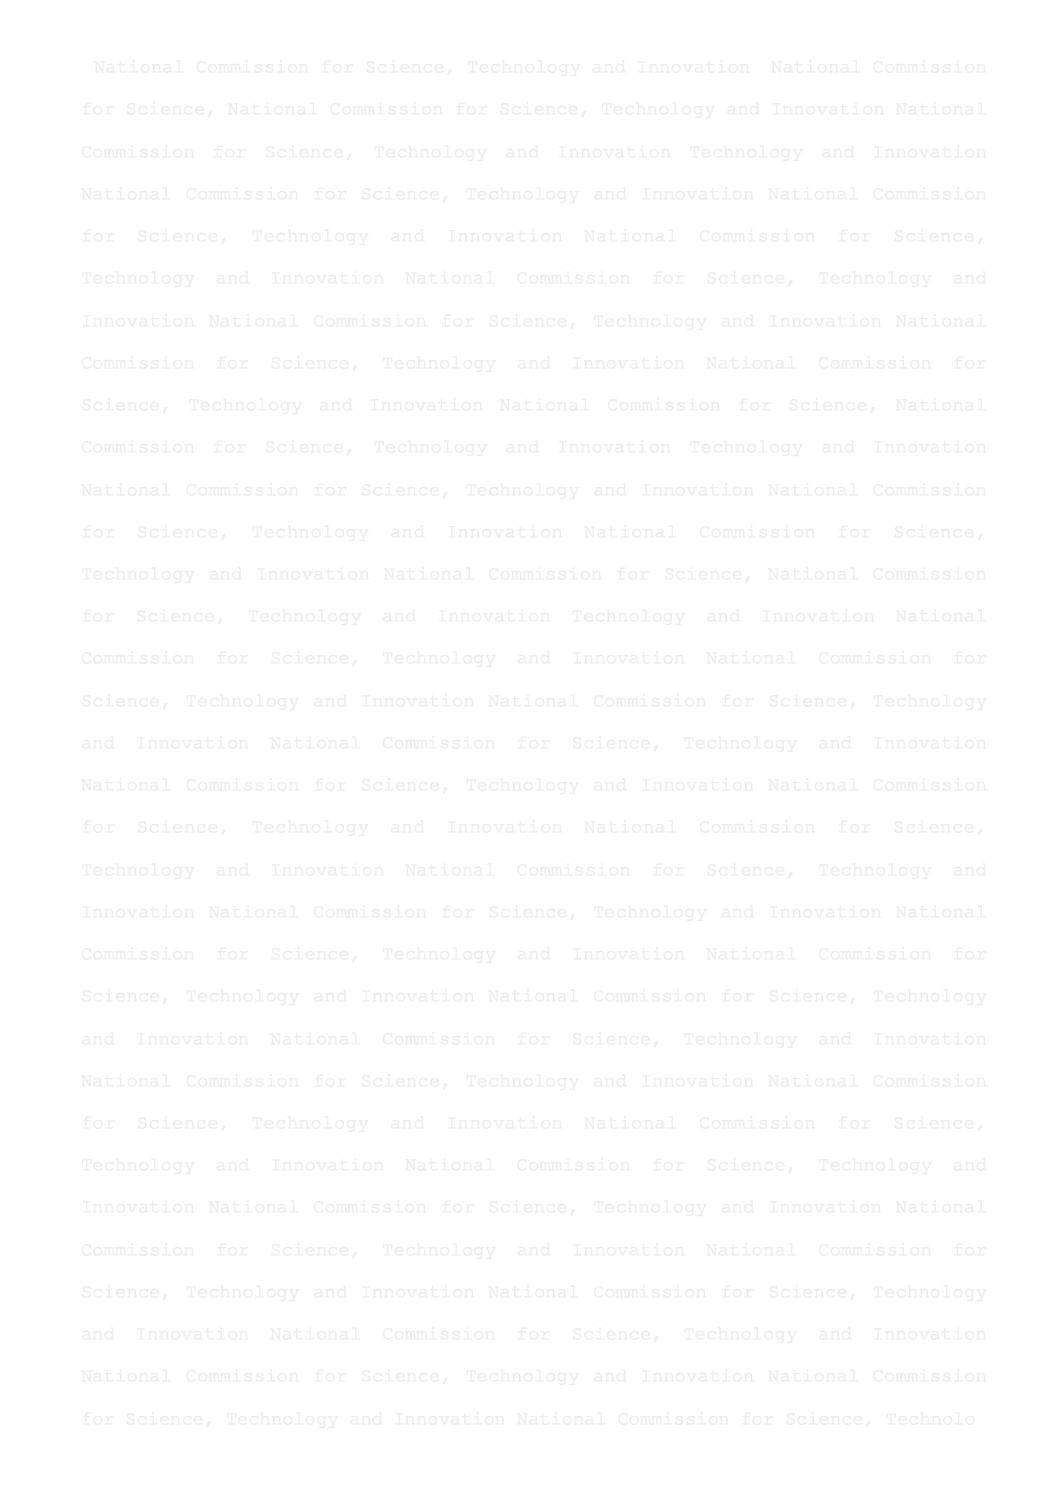 National Commission for Science, Technology and Innovation National Commission
for Science, National Commission for Science, Technology and Innovation National
Commission for Science, Technology and Innovation Technology and Innovation
National Commission for Science, Technology and Innovation National Commission
for Science, Technology and Innovation National Commission for Science,
Technology and Innovation National Commission for Science, Technology and
Innovation National Commission for Science, Technology and Innovation National
Commission for Science, Technology and Innovation National Commission for
Science, Technology and Innovation National Commission for Science, National
Commission for Science, Technology and Innovation Technology and Innovation
National Commission for Science, Technology and Innovation National Commission
for Science, Technology and Innovation National Commission for Science,
Technology and Innovation National Commission for Science, National Commission
for Science, Technology and Innovation Technology and Innovation National
Commission for Science, Technology and Innovation National Commission for
Science, Technology and Innovation National Commission for Science, Technology
and Innovation National Commission for Science, Technology and Innovation
National Commission for Science, Technology and Innovation National Commission
for Science, Technology and Innovation National Commission for Science,
Technology and Innovation National Commission for Science, Technology and
Innovation National Commission for Science, Technology and Innovation National
Commission for Science, Technology and Innovation National Commission for
Science, Technology and Innovation National Commission for Science, Technology
and Innovation National Commission for Science, Technology and Innovation
National Commission for Science, Technology and Innovation National Commission
for Science, Technology and Innovation National Commission for Science,
Technology and Innovation National Commission for Science, Technology and
Innovation National Commission for Science, Technology and Innovation National
Commission for Science, Technology and Innovation National Commission for
Science, Technology and Innovation National Commission for Science, Technology
and Innovation National Commission for Science, Technology and Innovation
National Commission for Science, Technology and Innovation National Commission
for Science, Technology and Innovation National Commission for Science, Technolo